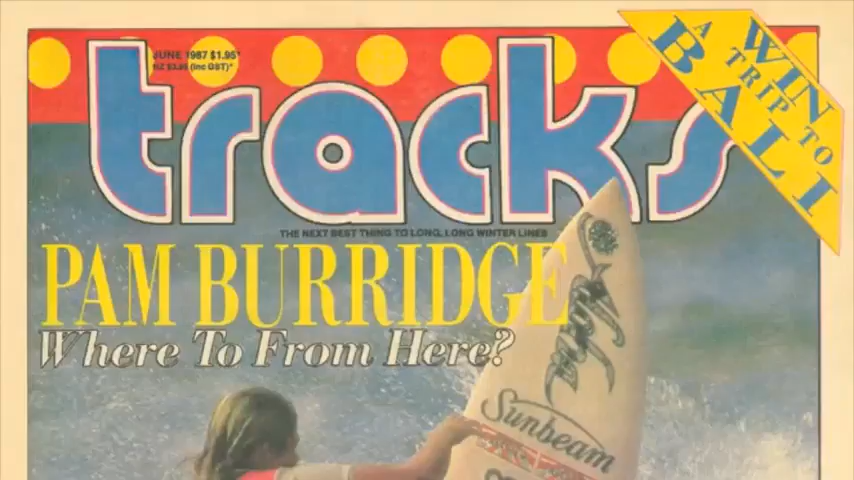 JUNE 1987 $1.95*
NZ $3.95 (inc GST)*
tracks
WIN
A TRIP TO
BALI
THE NEXT BEST THING TO LONG, LONG WINTER LINES
PAM BURRIDGE
Where To From Here?
Aloha
Sunbeam